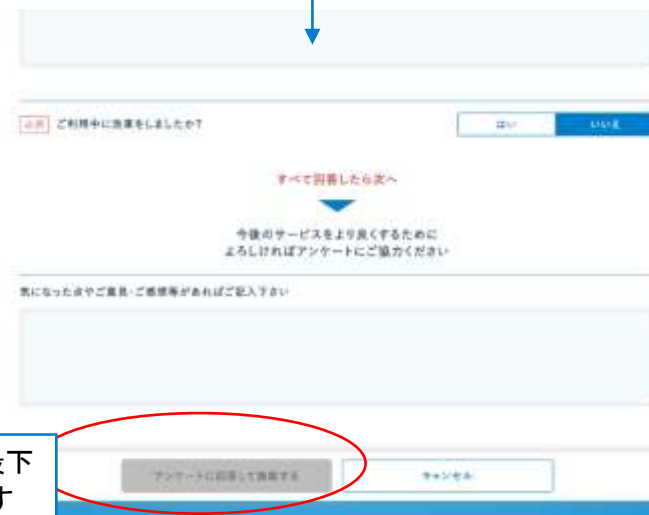 必須 ご利用中に施業をしましたか?
はい いいえ
すべて回答したら次へ
今後のサービスをより良くするために
よろしければアンケートにご協力ください
気になった点やご意見・ご感想等があればご記入下さい
アンケートに回答して
キャンセル
下
す